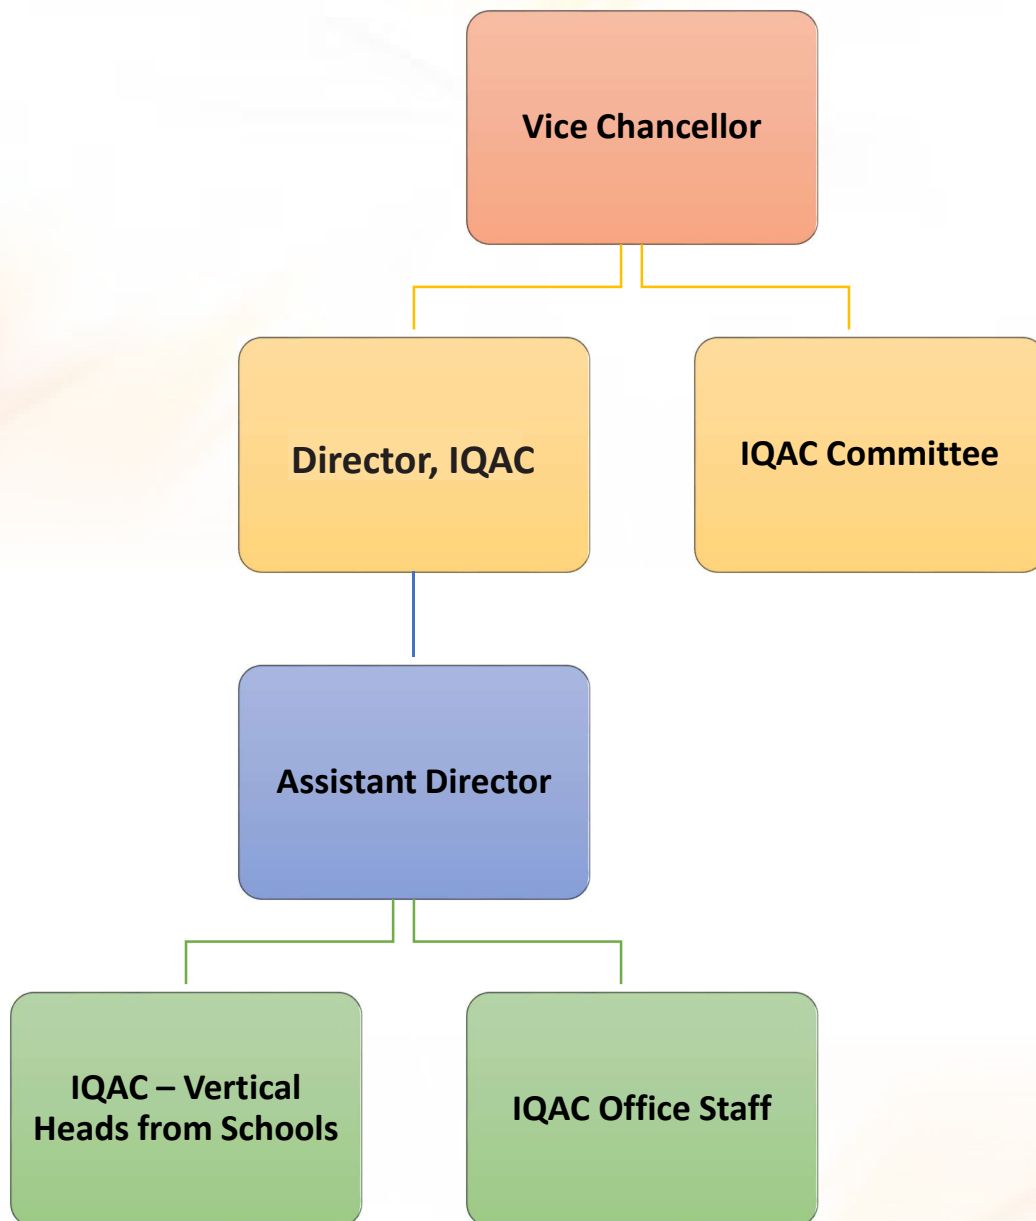 Vice Chancellor
Director, IQAC
IQAC Committee
Assistant Director
IQAC – Vertical
Heads from Schools
IQAC Office Staff